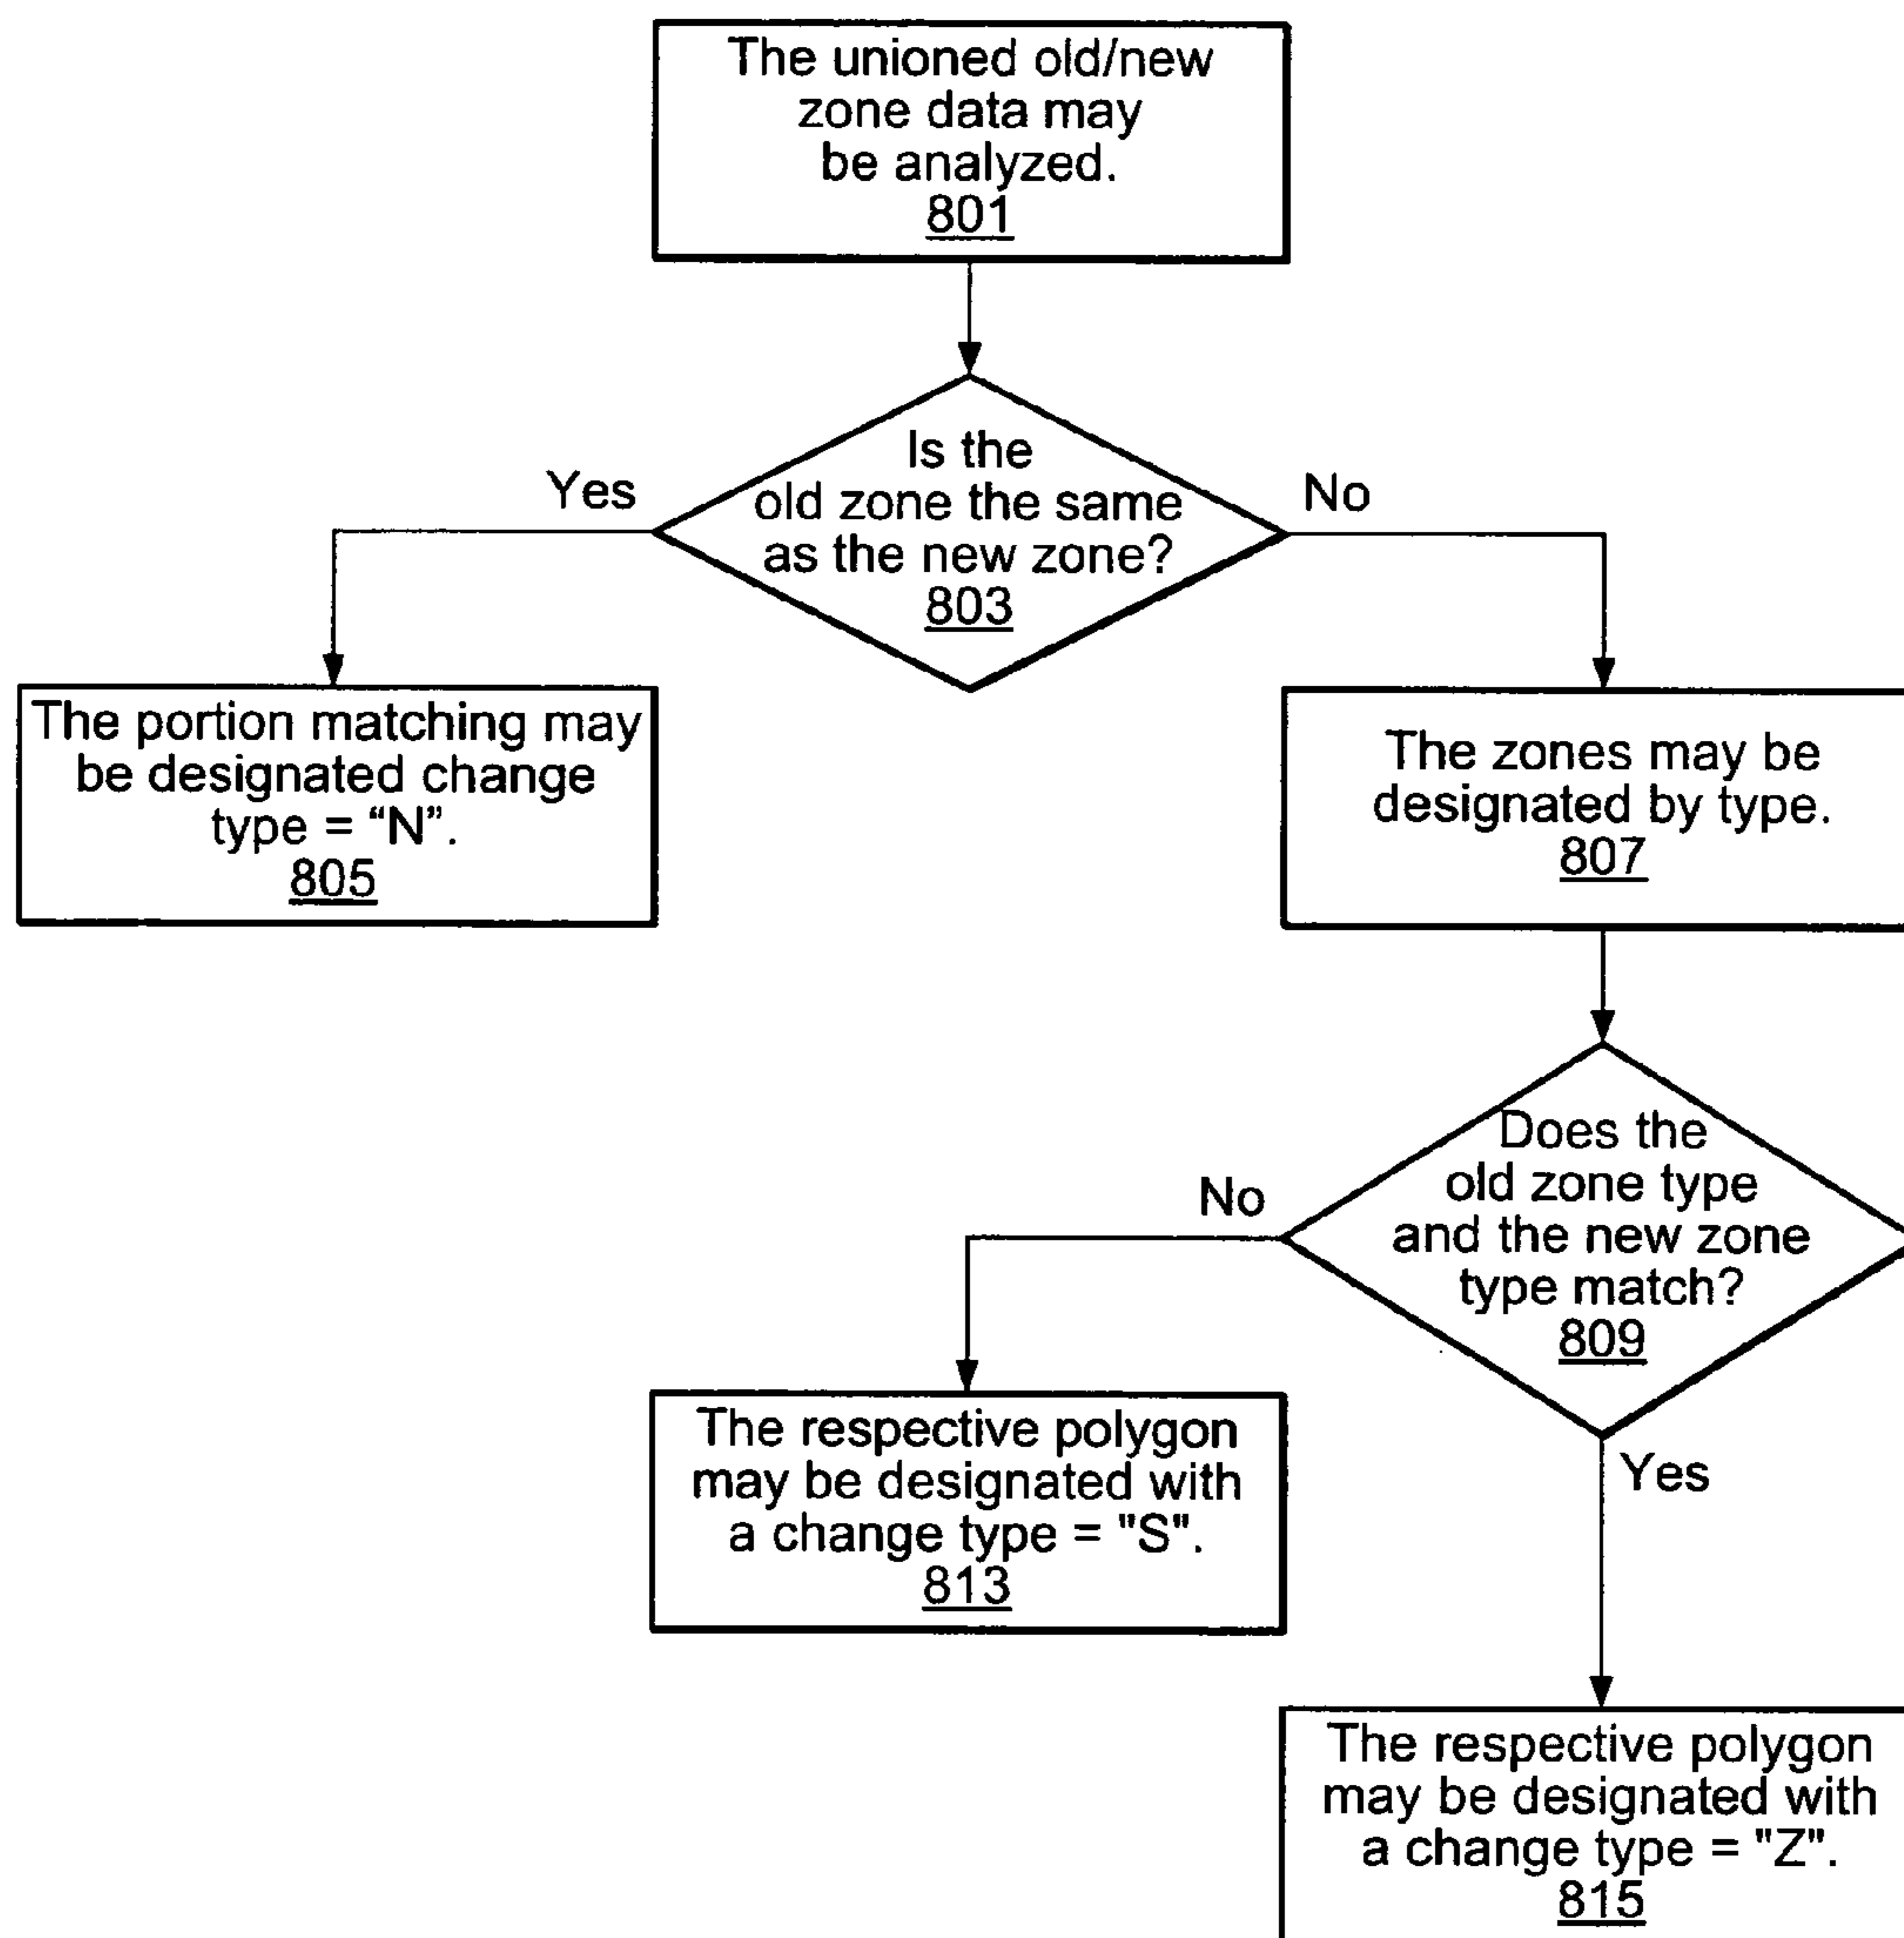 The unioned old/new
zone data may
be analyzed.
801
Is the
old zone the same
as the new zone?
803
Yes
No
The portion matching may
be designated change
type = “N”.
805
The zones may be
designated by type.
807
Does the
old zone type
and the new zone
type match?
809
No
Yes
The respective polygon
may be designated with
a change type = "S".
813
The respective polygon
may be designated with
a change type = "Z".
815